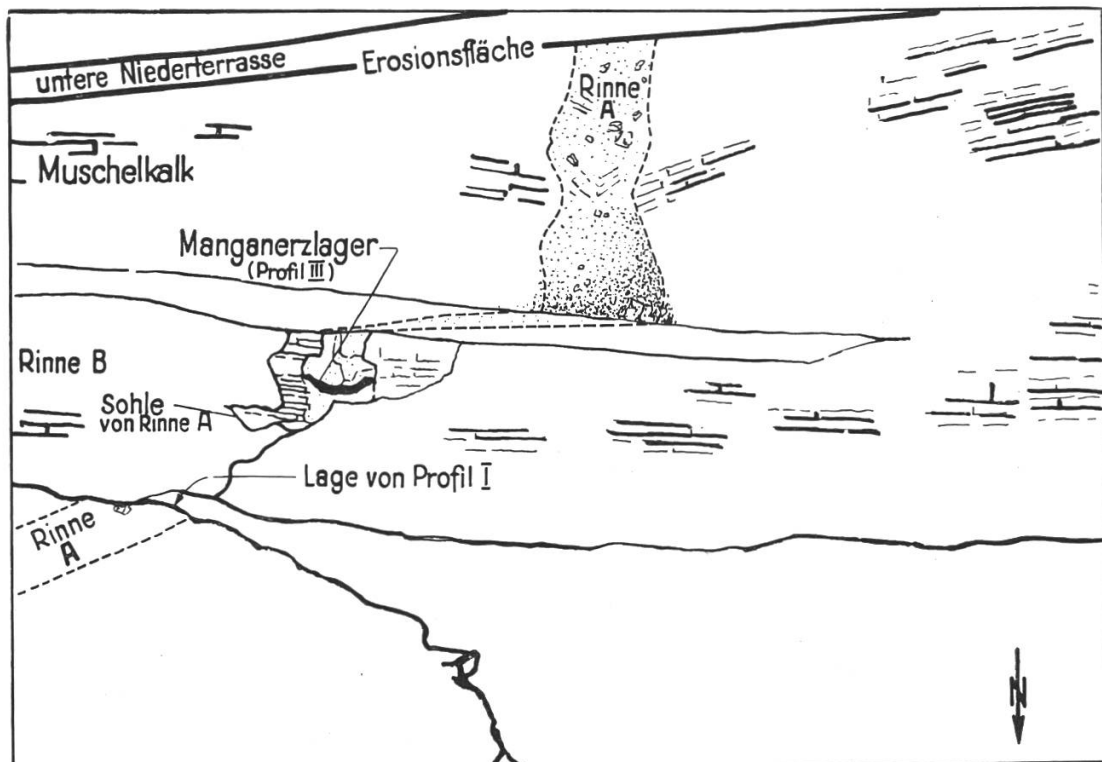 untere Niederterrasse
Erosionsfläche
Rinne
A
Muschelkalk
Manganerzlager
(Profil III)
Rinne B
Sohle
von Rinne A
Lage von Profil I
Rinne
A
N